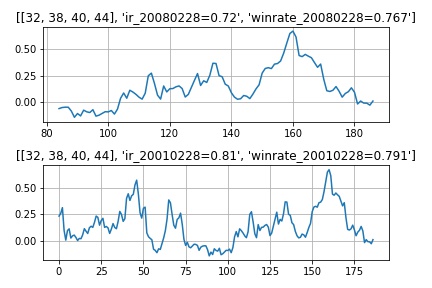 [[32, 38, 40, 44], 'ir_20080228=0.72', 'winrate_20080228=0.767']
0.50
0.25
0.00
80 100 120 140 160 180
[[32, 38, 40, 44], 'ir_20010228=0.81', 'winrate_20010228=0.791']
0.50
0.25
0.00
0 25 50 75 100 125 150 175